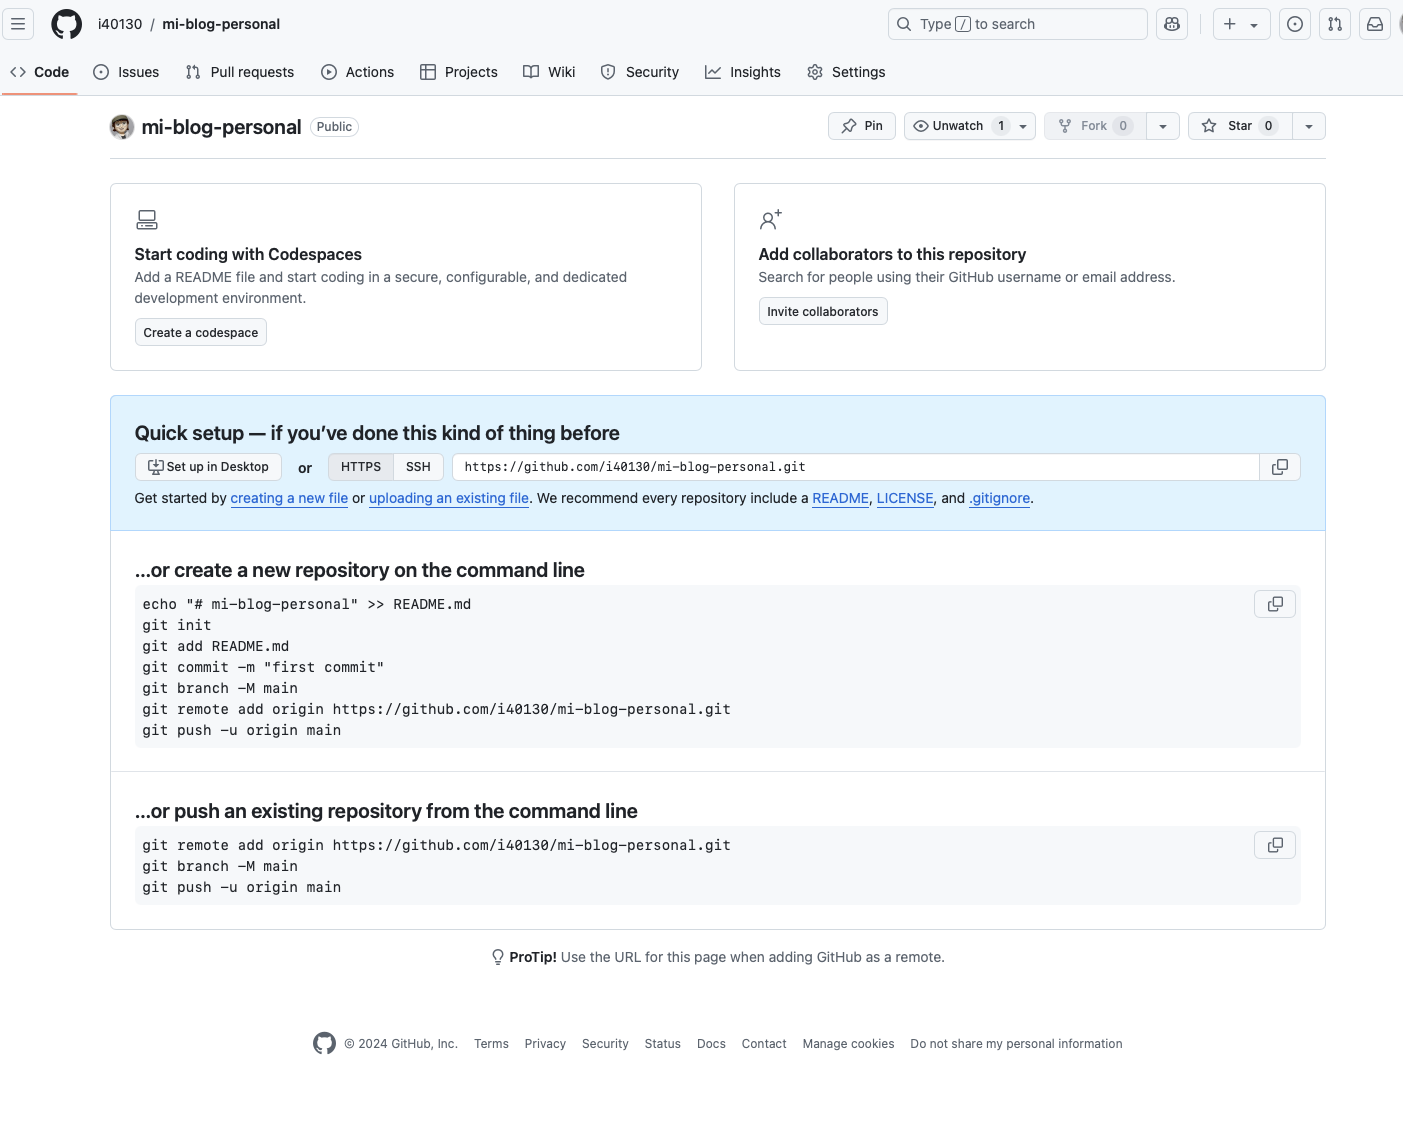 i40130 / mi-blog-personal
Type / to search
Code Issues Pull requests Actions Projects Wiki Security Insights Settings
mi-blog-personal Public
Pin Unwatch 1 Fork 0 Star 0
Start coding with Codespaces
Add a README file and start coding in a secure, configurable, and dedicated
development environment.
Create a codespace
Add collaborators to this repository
Search for people using their GitHub username or email address.
Invite collaborators
Quick setup — if you’ve done this kind of thing before
Set up in Desktop or HTTPS SSH https://github.com/i40130/mi-blog-personal.git
Get started by creating a new file or uploading an existing file. We recommend every repository include a README, LICENSE, and .gitignore.
…or create a new repository on the command line
echo "# mi-blog-personal" >> README.md
git init
git add README.md
git commit -m "first commit"
git branch -M main
git remote add origin https://github.com/i40130/mi-blog-personal.git
git push -u origin main
…or push an existing repository from the command line
git remote add origin https://github.com/i40130/mi-blog-personal.git
git branch -M main
git push -u origin main
ProTip! Use the URL for this page when adding GitHub as a remote.
© 2024 GitHub, Inc. Terms Privacy Security Status Docs Contact Manage cookies Do not share my personal information